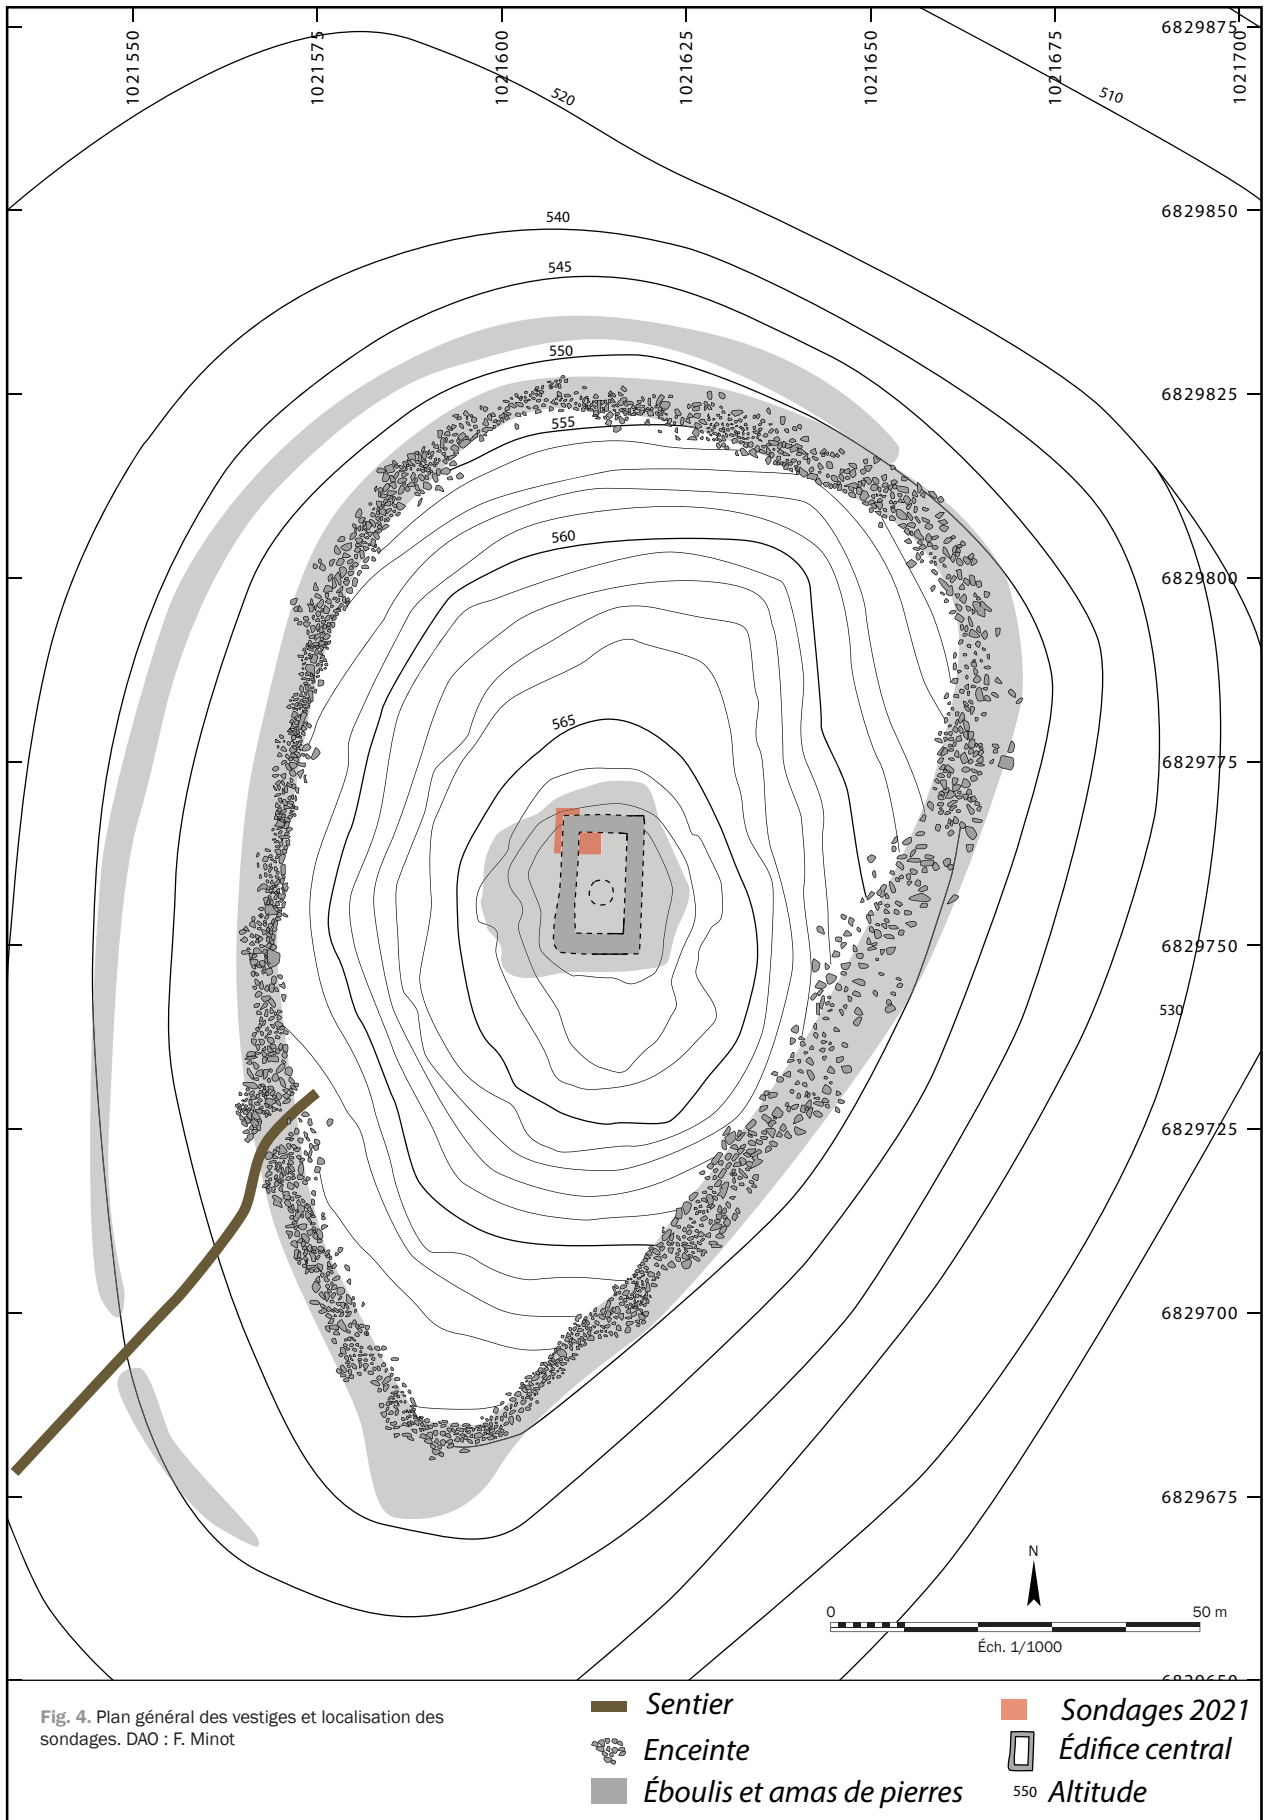 1021550
1021575
1021600
1021625
1021650
1021675
1021700
6829875
520
510
6829850
540
545
550
6829825
555
560
6829800
565
6829775
6829750
530
6829725
6829700
6829675
N
0
50 m
Éch. 1/1000
6829650
Fig. 4. Plan général des vestiges et localisation des
sondages. DAO : F. Minot
Sentier
Enceinte
Éboulis et amas de pierres
Sondages 2021
Édifice central
550 Altitude